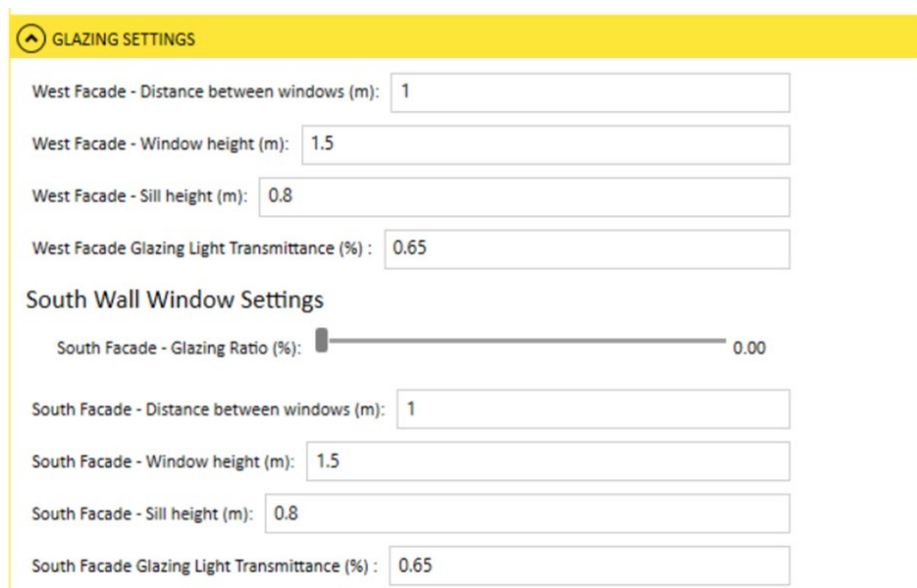 GLAZING SETTINGS
West Facade - Distance between windows (m): 1
West Facade - Window height (m): 1.5
West Facade - Sill height (m): 0.8
West Facade Glazing Light Transmittance (%) : 0.65
South Wall Window Settings
South Facade - Glazing Ratio (%): 0.00
South Facade - Distance between windows (m): 1
South Facade - Window height (m): 1.5
South Facade - Sill height (m): 0.8
South Facade Glazing Light Transmittance (%) : 0.65